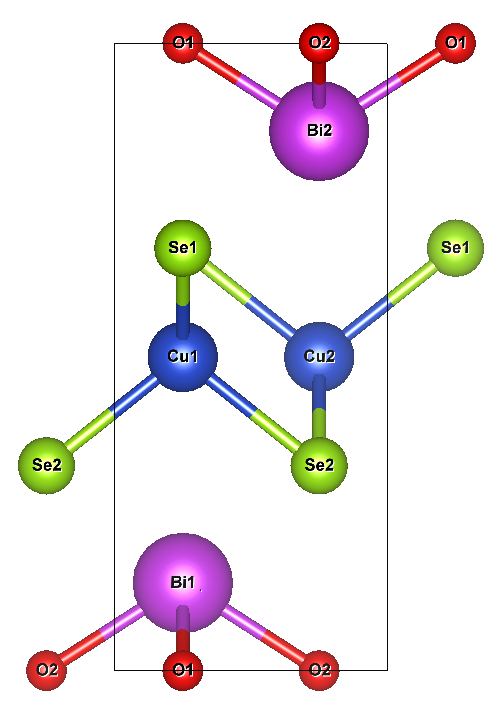 O1 O2 O1
Bi2
Se1 Se1
Cu1 Cu2
Se2 Se2
Bi1
O2 O1 O2